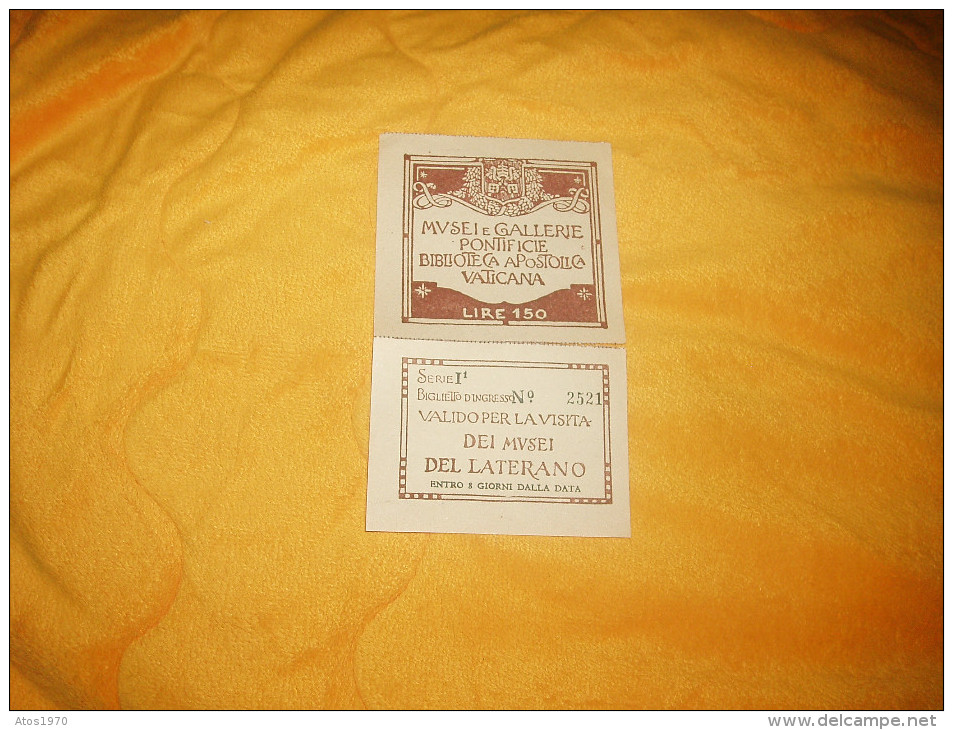 MVSEI E GALLERIE
PONTIFICIE
BIBLIOTECA APOSTOLICA
VATICANA
LIRE 150
SERIE Iª
BIGLIETTO D'INGRESSO Nº 2521
VALIDO PER LA VISITA
DEI MVSEI
DEL LATERANO
ENTRO 8 GIORNI DALLA DATA
Atos1970
www.delcampe.net